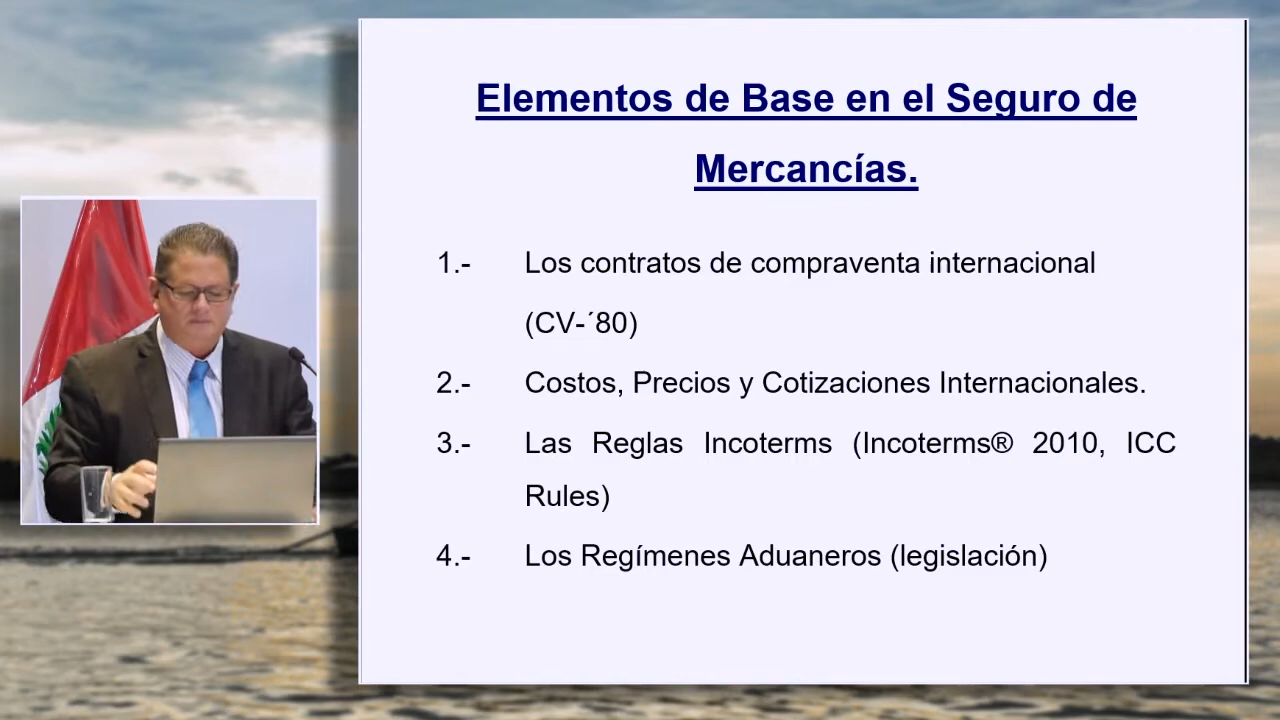 Elementos de Base en el Seguro de
Mercancías.
1.- Los contratos de compraventa internacional
(CV-´80)
2.- Costos, Precios y Cotizaciones Internacionales.
3.- Las Reglas Incoterms (Incoterms® 2010, ICC
Rules)
4.- Los Regímenes Aduaneros (legislación)